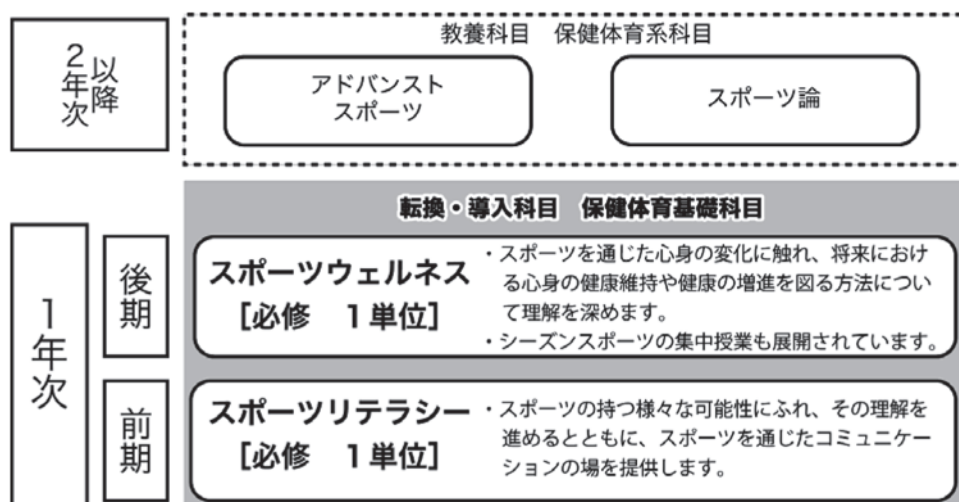 ２年次
以降
教養科目　保健体育系科目
アドバンスト
スポーツ
スポーツ論
転換・導入科目　保健体育基礎科目
１年次
後期
スポーツウェルネス
［必修　１単位］
・スポーツを通じた心身の変化に触れ、将来におけ
る心身の健康維持や健康の増進を図る方法につい
て理解を深めます。
・シーズンスポーツの集中授業も展開されています。
前期
スポーツリテラシー
［必修　１単位］
・スポーツの持つ様々な可能性にふれ、その理解を
進めるとともに、スポーツを通じたコミュニケー
ションの場を提供します。